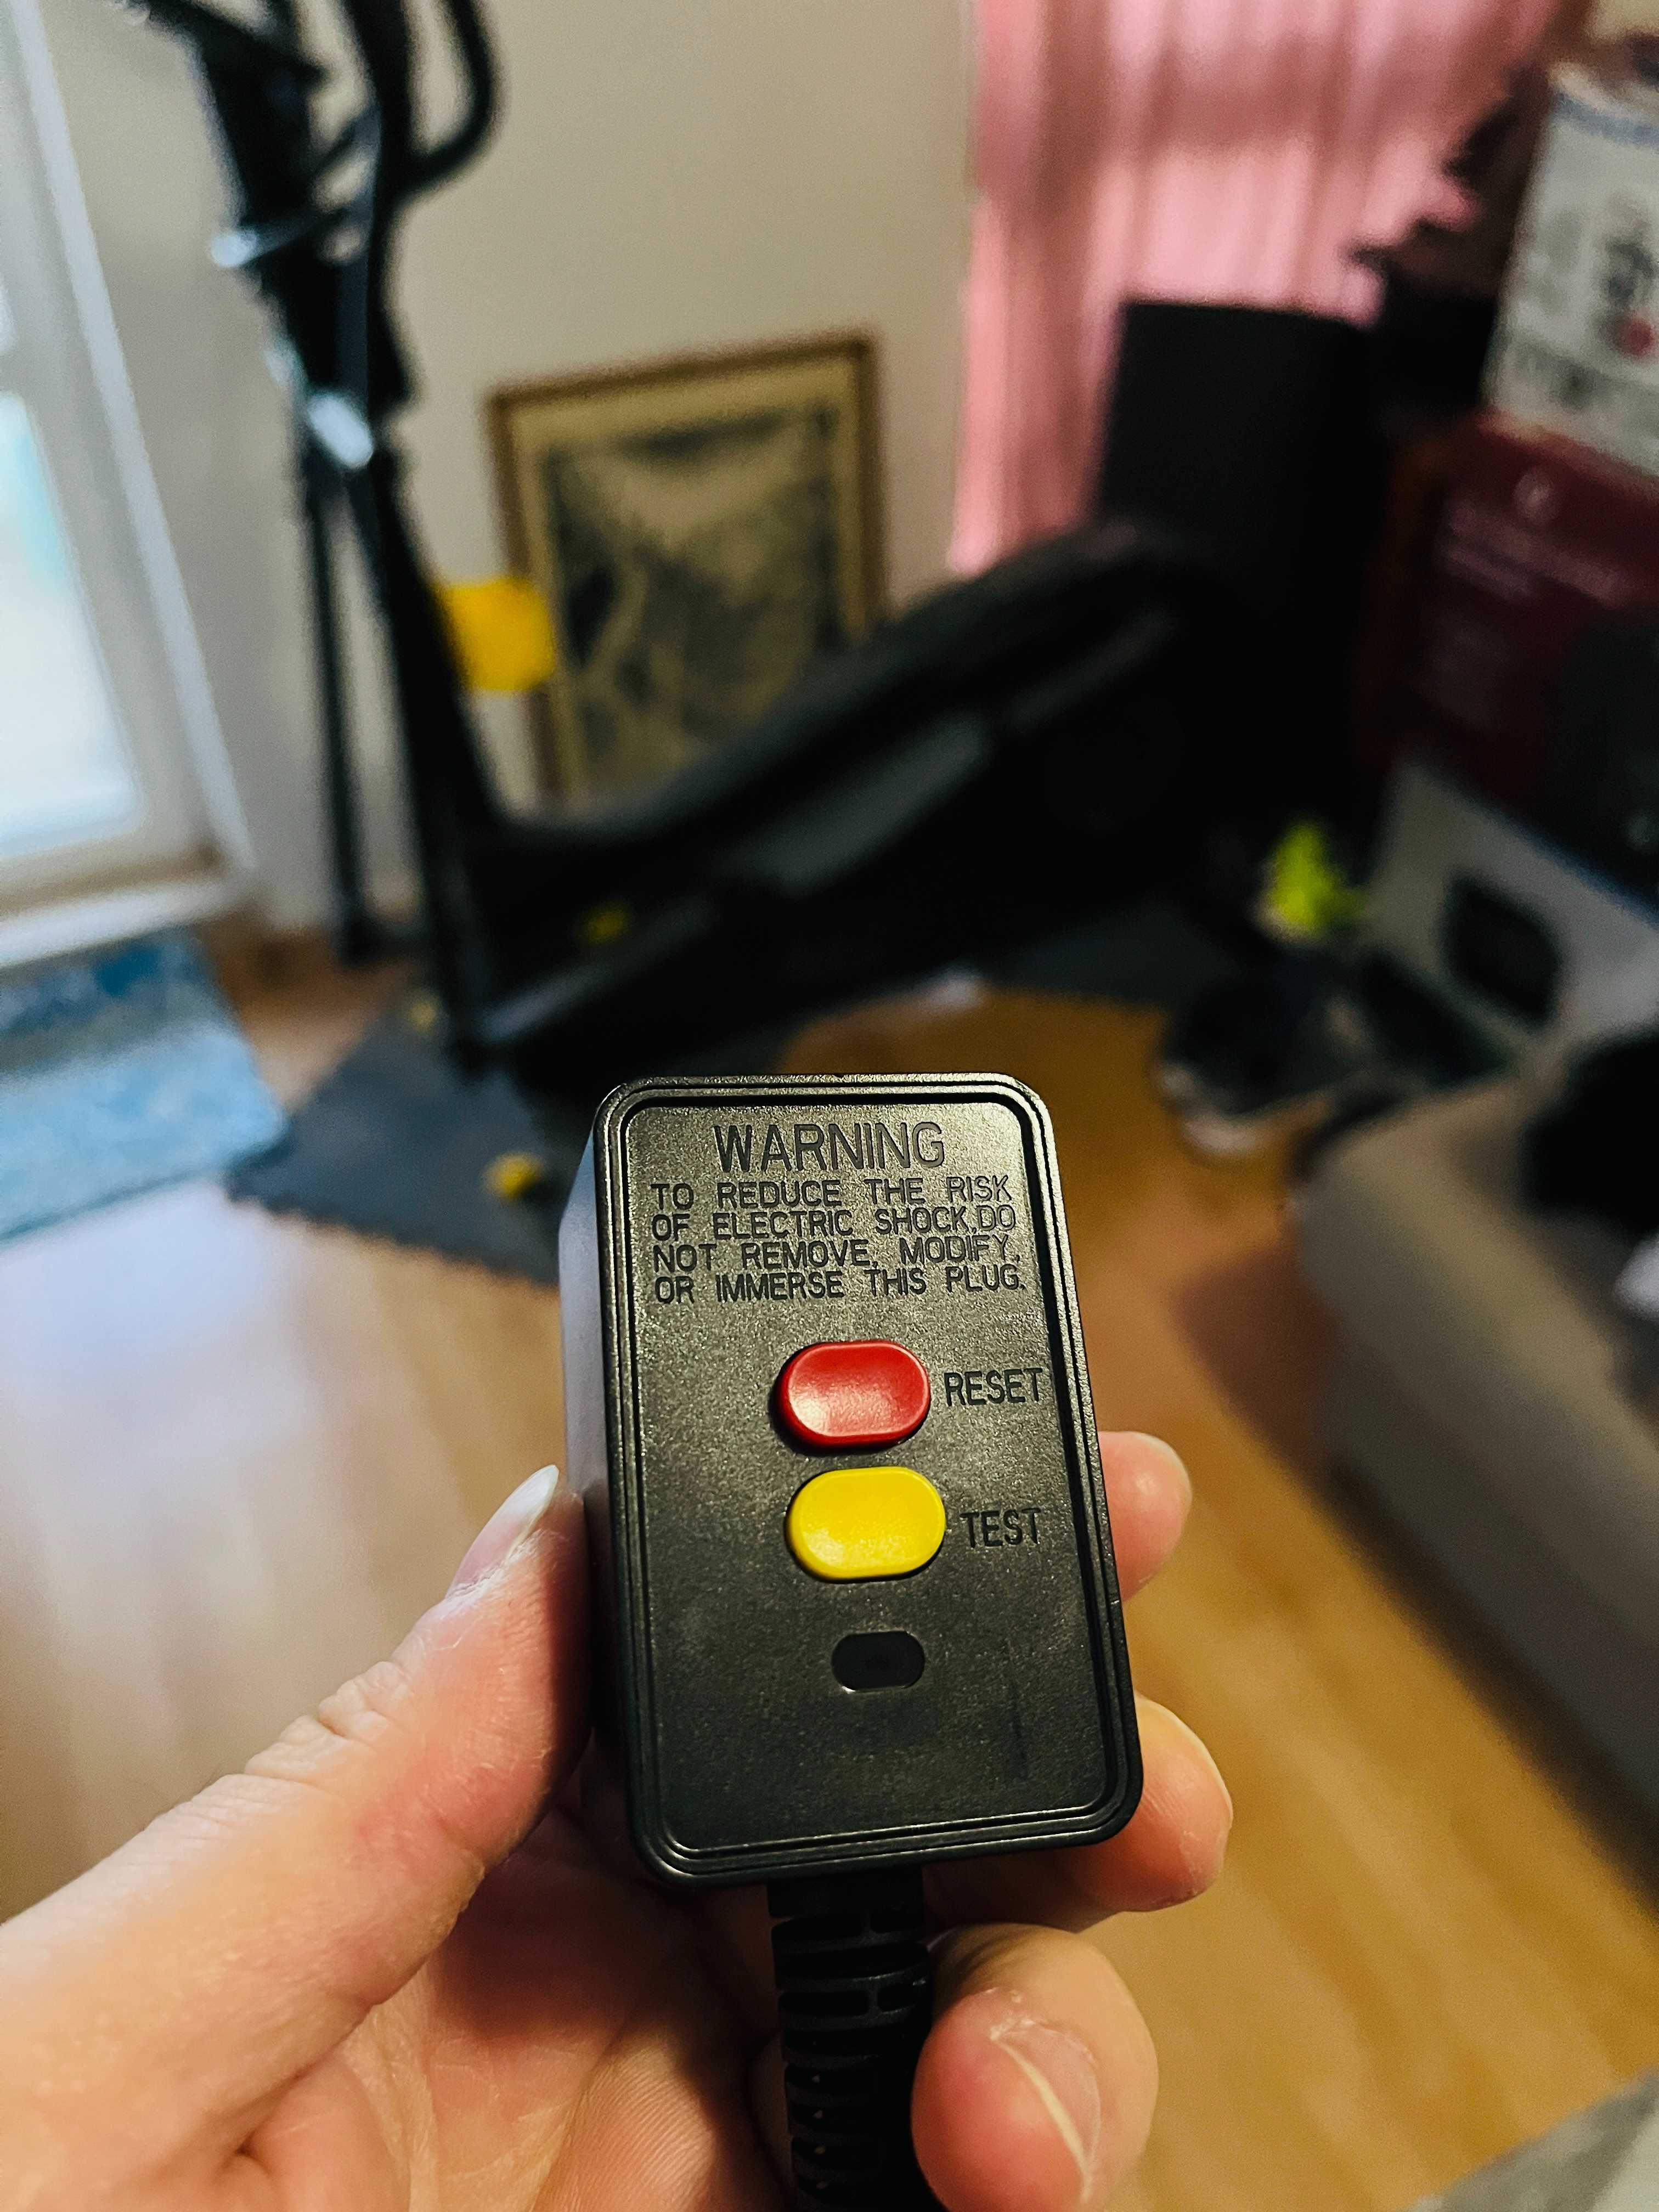 WARNING
TO REDUCE THE RISK
OF ELECTRIC SHOCK,DO
NOT REMOVE, MODIFY,
OR IMMERSE THIS PLUG.
RESET
TEST